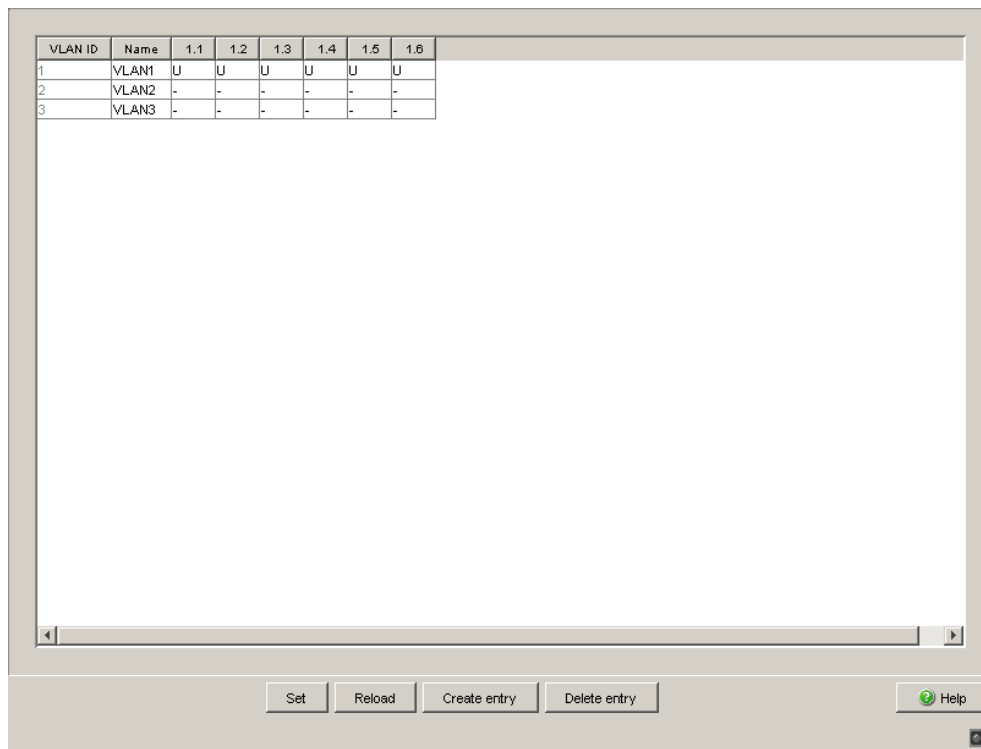 VLAN ID Name 1.1 1.2 1.3 1.4 1.5 1.6
1 VLAN1 U U U U U U
2 VLAN2 - - - - - -
3 VLAN3 - - - - - -
Set Reload Create entry Delete entry Help